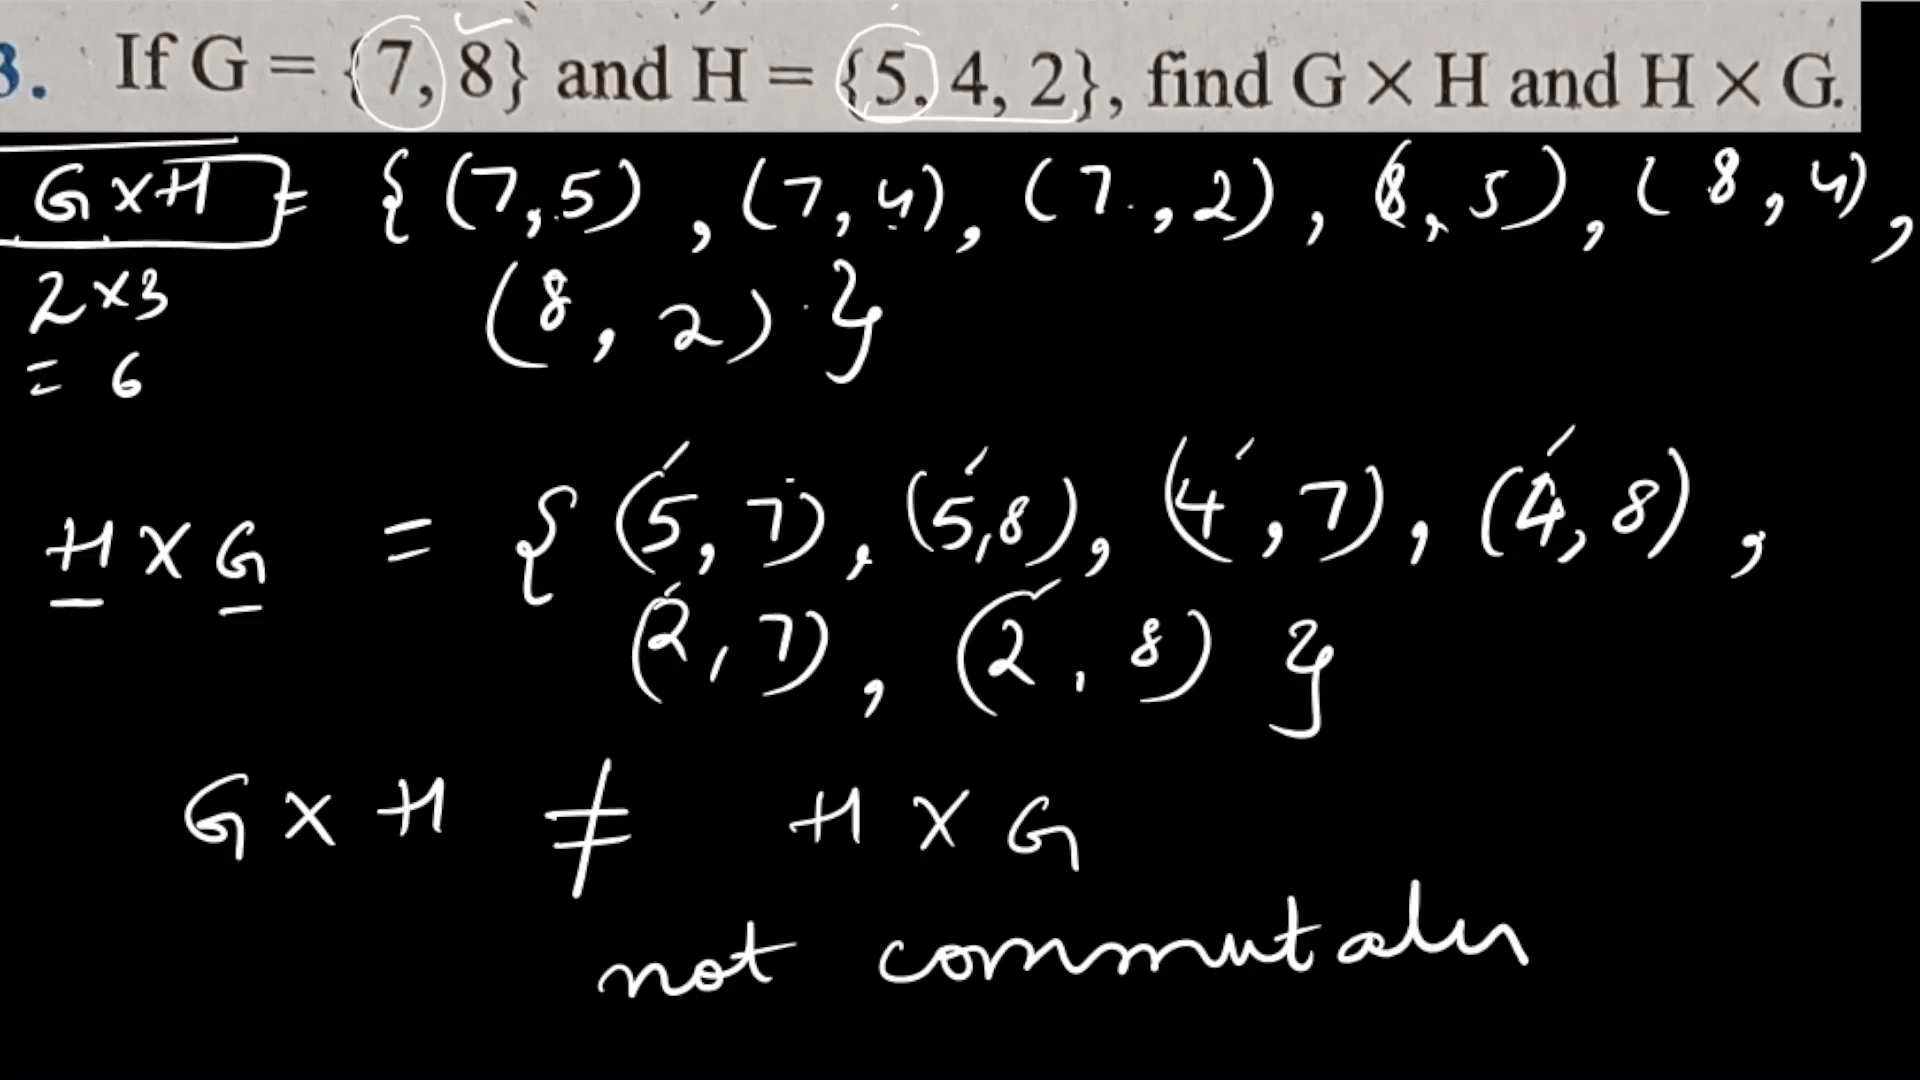 3. If G = {7, 8} and H = {5, 4, 2}, find G × H and H × G.
G × H = { (7,5), (7,4), (7,2), (8,5), (8,4),
2×3 (8,2) }
= 6
H × G = { (5,7), (5,8), (4,7), (4,8),
(2,7), (2,8) }
G × H ≠ H × G
not